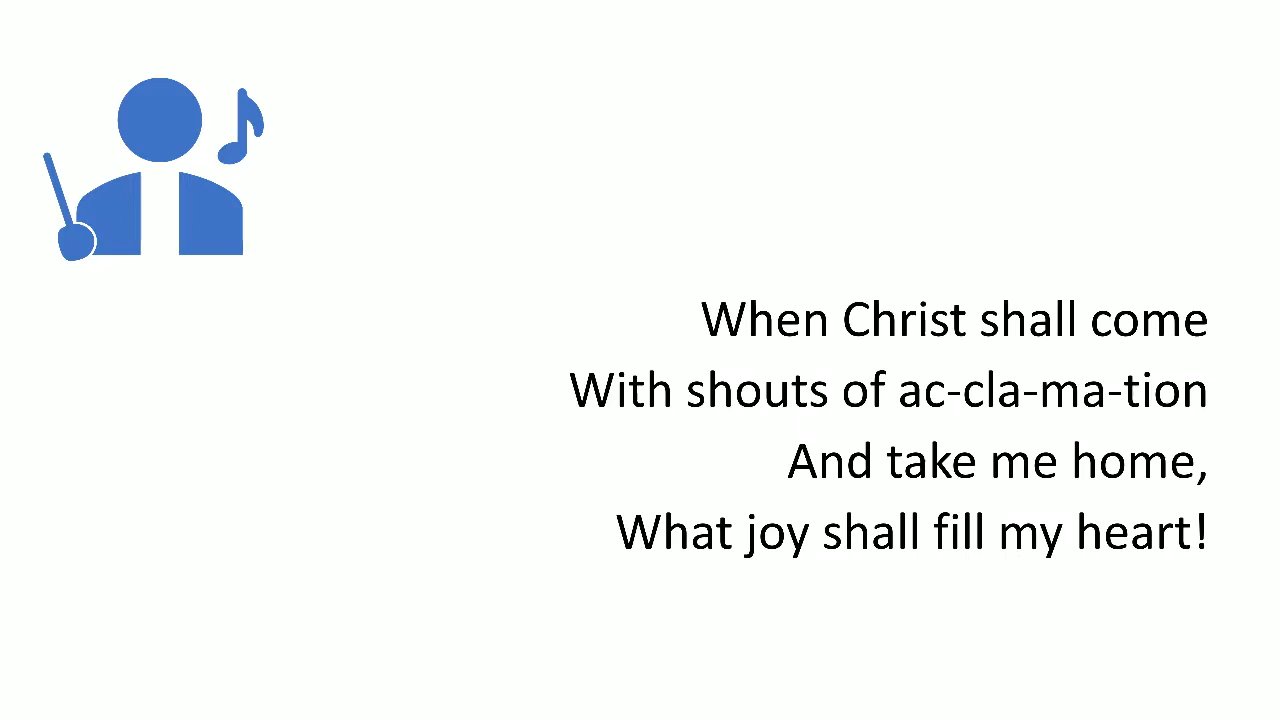 When Christ shall come
With shouts of ac-cla-ma-tion
And take me home,
What joy shall fill my heart!